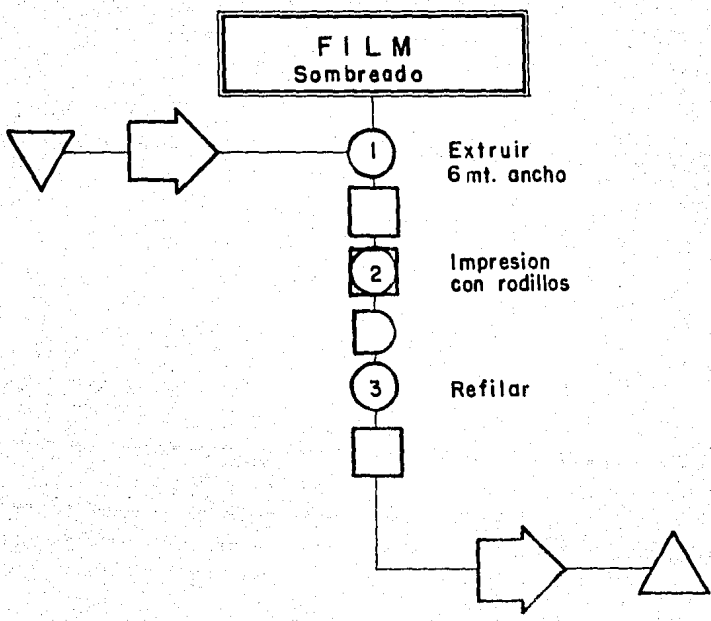 FILM
Sombreado
1
Extruir
6 mt. ancho
2
Impresion
con rodillos
3
Refilar